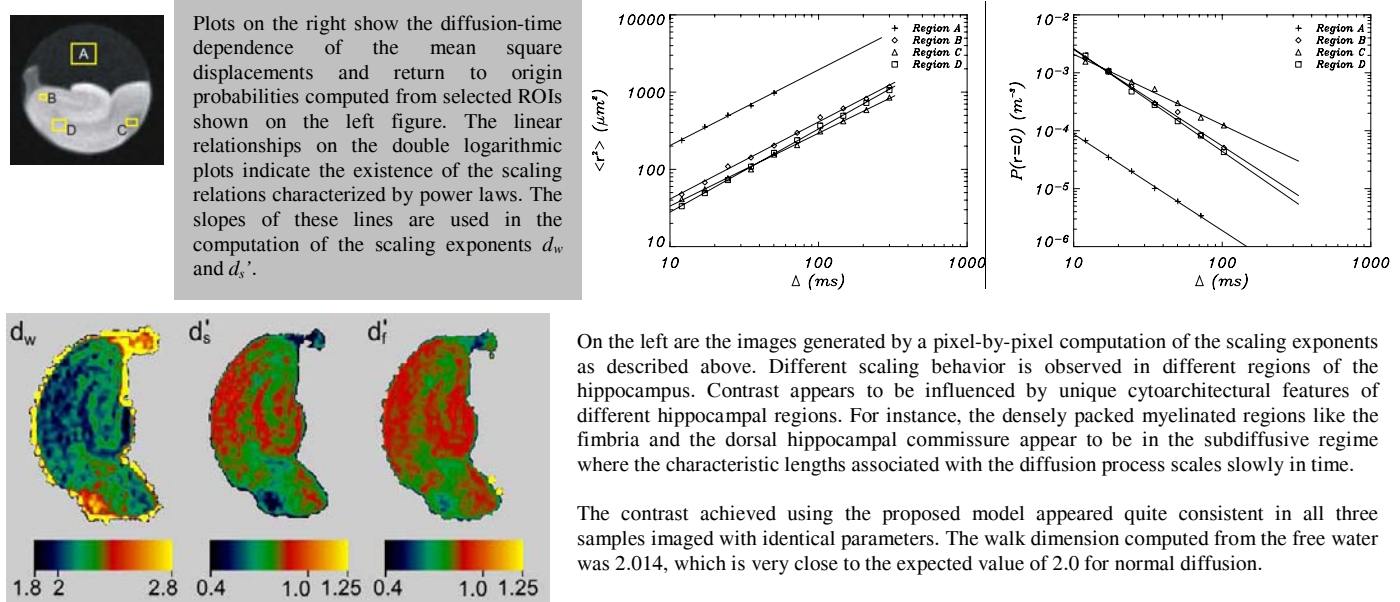 A
B
D
C
Plots on the right show the diffusion-time
dependence of the mean square
displacements and return to origin
probabilities computed from selected ROIs
shown on the left figure. The linear
relationships on the double logarithmic
plots indicate the existence of the scaling
relations characterized by power laws. The
slopes of these lines are used in the
computation of the scaling exponents d_w
and d_s’.
10000
1000
100
10
<r²> (μm²)
Region A
Region B
Region C
Region D
10 100 1000
Δ (ms)
10⁻²
10⁻³
10⁻⁴
10⁻⁵
10⁻⁶
P(r=0) (m⁻³)
Region A
Region B
Region C
Region D
10 100 1000
Δ (ms)
d_w d_s' d_f'
1.8 2 2.8 0.4 1.0 1.25 0.4 1.0 1.25
On the left are the images generated by a pixel-by-pixel computation of the scaling exponents
as described above. Different scaling behavior is observed in different regions of the
hippocampus. Contrast appears to be influenced by unique cytoarchitectural features of
different hippocampal regions. For instance, the densely packed myelinated regions like the
fimbria and the dorsal hippocampal commissure appear to be in the subdiffusive regime
where the characteristic lengths associated with the diffusion process scales slowly in time.
The contrast achieved using the proposed model appeared quite consistent in all three
samples imaged with identical parameters. The walk dimension computed from the free water
was 2.014, which is very close to the expected value of 2.0 for normal diffusion.